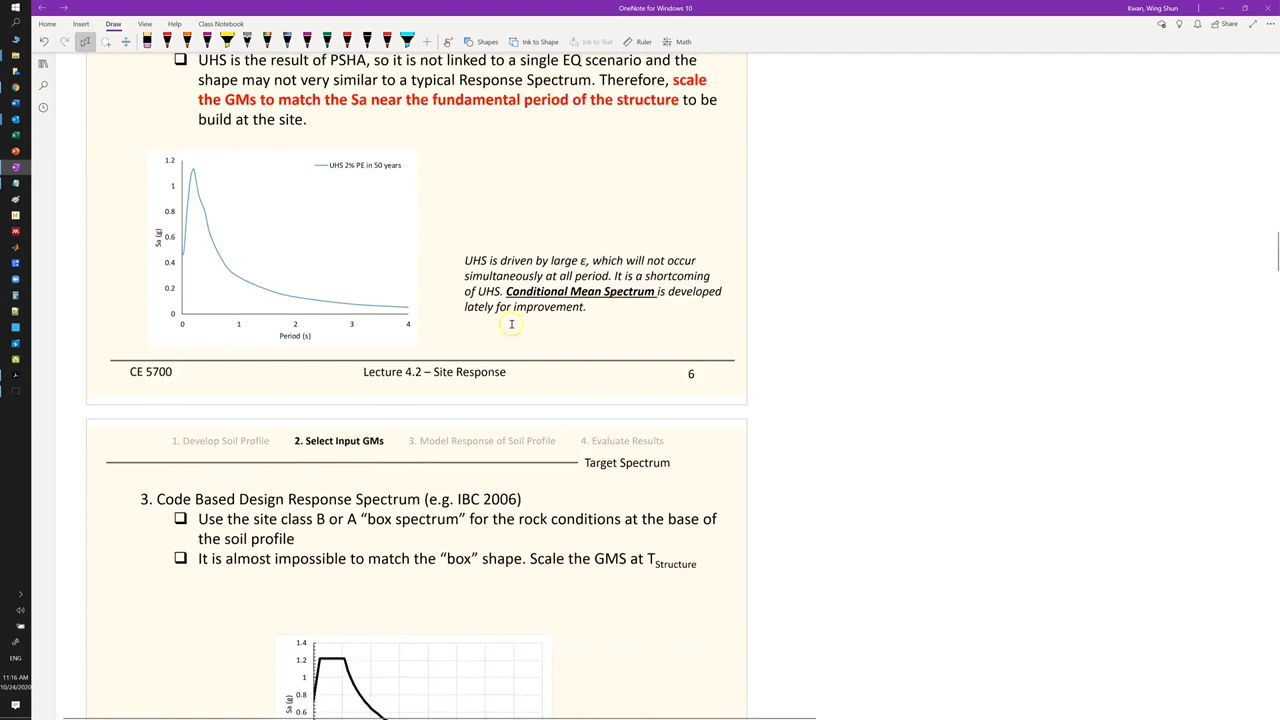 OneNote for Windows 10
Kwan, Wing Shun
Home Insert Draw View Help Class Notebook
Share
Shapes Ink to Shape Ink to Text Ruler Math
UHS is the result of PSHA, so it is not linked to a single EQ scenario and the
shape may not very similar to a typical Response Spectrum. Therefore, scale
the GMs to match the Sa near the fundamental period of the structure to be
build at the site.
1.2
1
0.8
0.6
0.4
0.2
0
Sa (g)
UHS 2% PE in 50 years
0 1 2 3 4
Period (s)
UHS is driven by large ε, which will not occur
simultaneously at all period. It is a shortcoming
of UHS. Conditional Mean Spectrum is developed
lately for improvement.
CE 5700 Lecture 4.2 – Site Response 6
1. Develop Soil Profile 2. Select Input GMs 3. Model Response of Soil Profile 4. Evaluate Results
Target Spectrum
3. Code Based Design Response Spectrum (e.g. IBC 2006)
Use the site class B or A “box spectrum” for the rock conditions at the base of
the soil profile
It is almost impossible to match the “box” shape. Scale the GMS at TStructure
1.4
1.2
1
0.8
0.6
Sa (g)
ENG
11:16 AM
10/24/2020